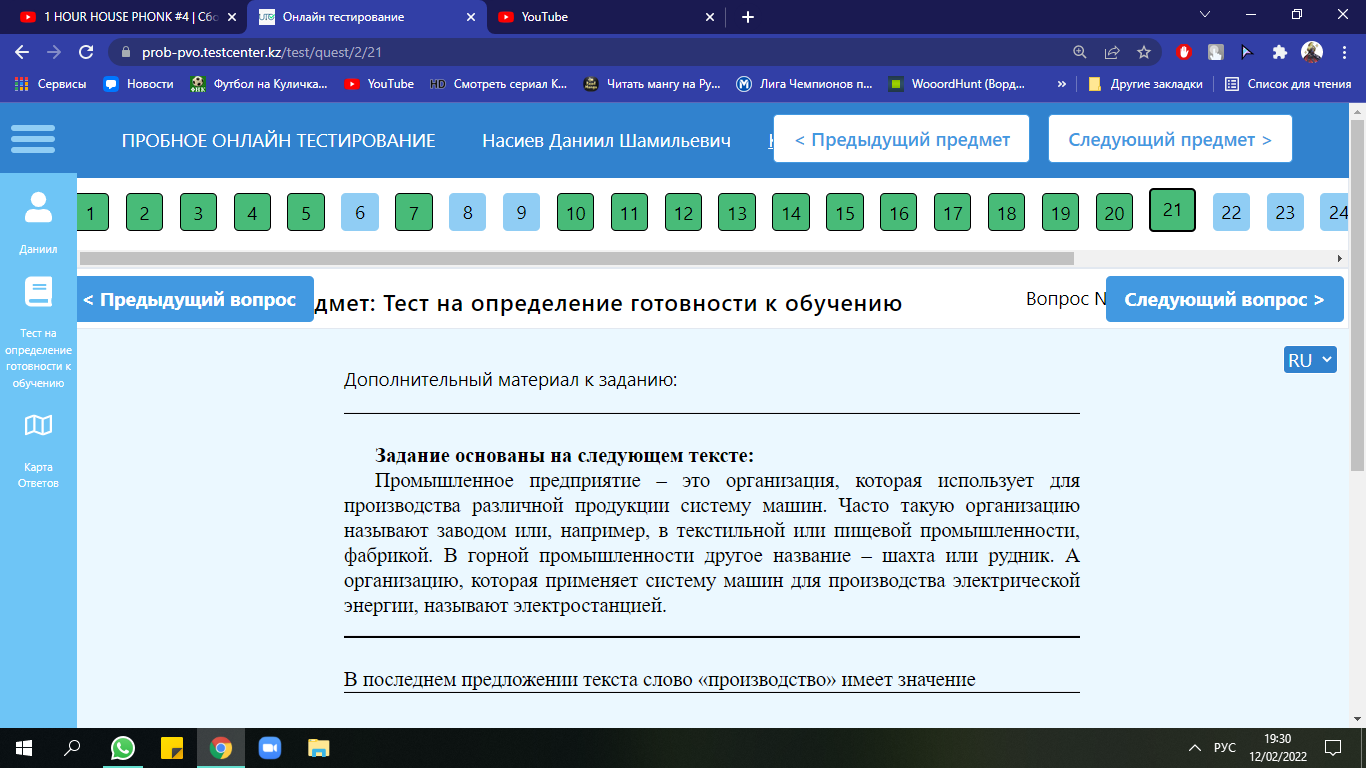 1 HOUR HOUSE PHONK #4 | Сбо
Онлайн тестирование
YouTube
prob-pvo.testcenter.kz/test/quest/2/21
Сервисы
Новости
Футбол на Куличка...
YouTube
HD Смотреть сериал K...
Читать мангу на Ру...
Лига Чемпионов п...
WooordHunt (Ворд...
»
Другие закладки
Список для чтения
ПРОБНОЕ ОНЛАЙН ТЕСТИРОВАНИЕ
Насиев Даниил Шамильевич
< Предыдущий предмет
Следующий предмет >
1 2 3 4 5 6 7 8 9 10 11 12 13 14 15 16 17 18 19 20 21 22 23 24
Даниил
Тест на
определение
готовности к
обучению
Карта
Ответов
< Предыдущий вопрос
дмет: Тест на определение готовности к обучению
Вопрос N
Следующий вопрос >
RU
Дополнительный материал к заданию:
Задание основаны на следующем тексте:
Промышленное предприятие – это организация, которая использует для
производства различной продукции систему машин. Часто такую организацию
называют заводом или, например, в текстильной или пищевой промышленности,
фабрикой. В горной промышленности другое название – шахта или рудник. А
организацию, которая применяет систему машин для производства электрической
энергии, называют электростанцией.
В последнем предложении текста слово «производство» имеет значение
РУС
19:30
12/02/2022